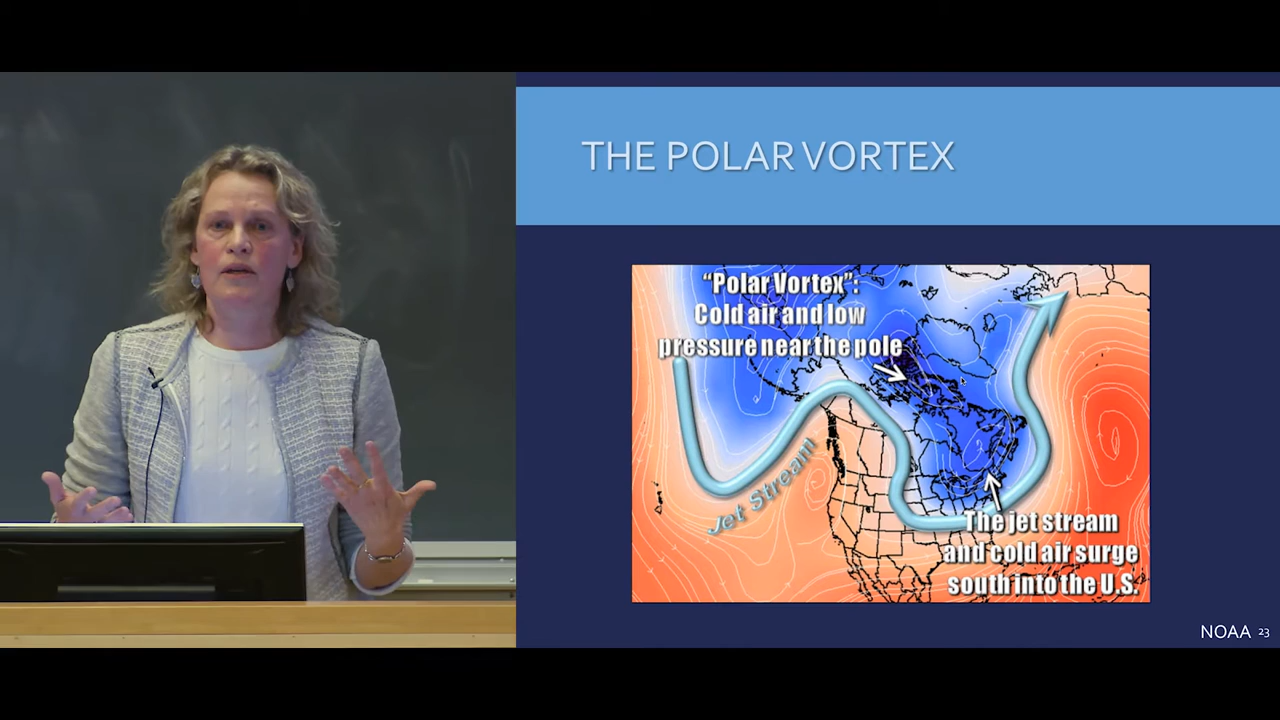 THE POLAR VORTEX
“Polar Vortex”:
Cold air and low
pressure near the pole
Jet Stream
The jet stream
and cold air surge
south into the U.S.
NOAA 23